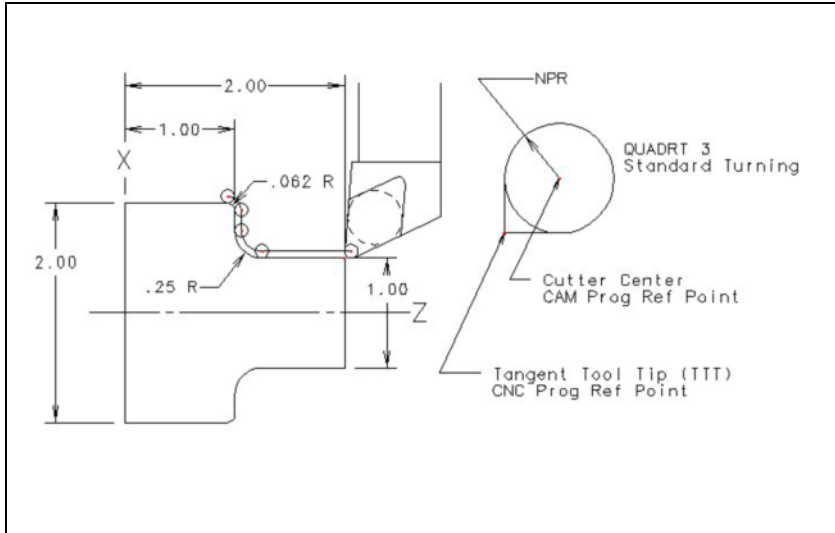 2.00
1.00
X
.062 R
2.00
.25 R
1.00
Z
NPR
QUADRT 3
Standard Turning
Cutter Center
CAM Prog Ref Point
Tangent Tool Tip (TTT)
CNC Prog Ref Point